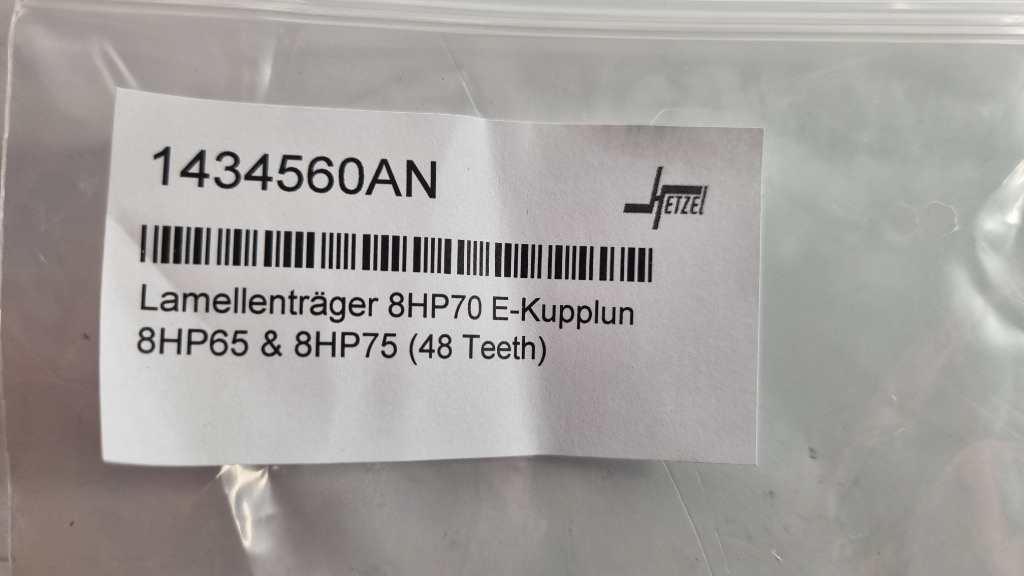 1434560AN
HETZEL
Lamellenträger 8HP70 E-Kupplun
8HP65 & 8HP75 (48 Teeth)